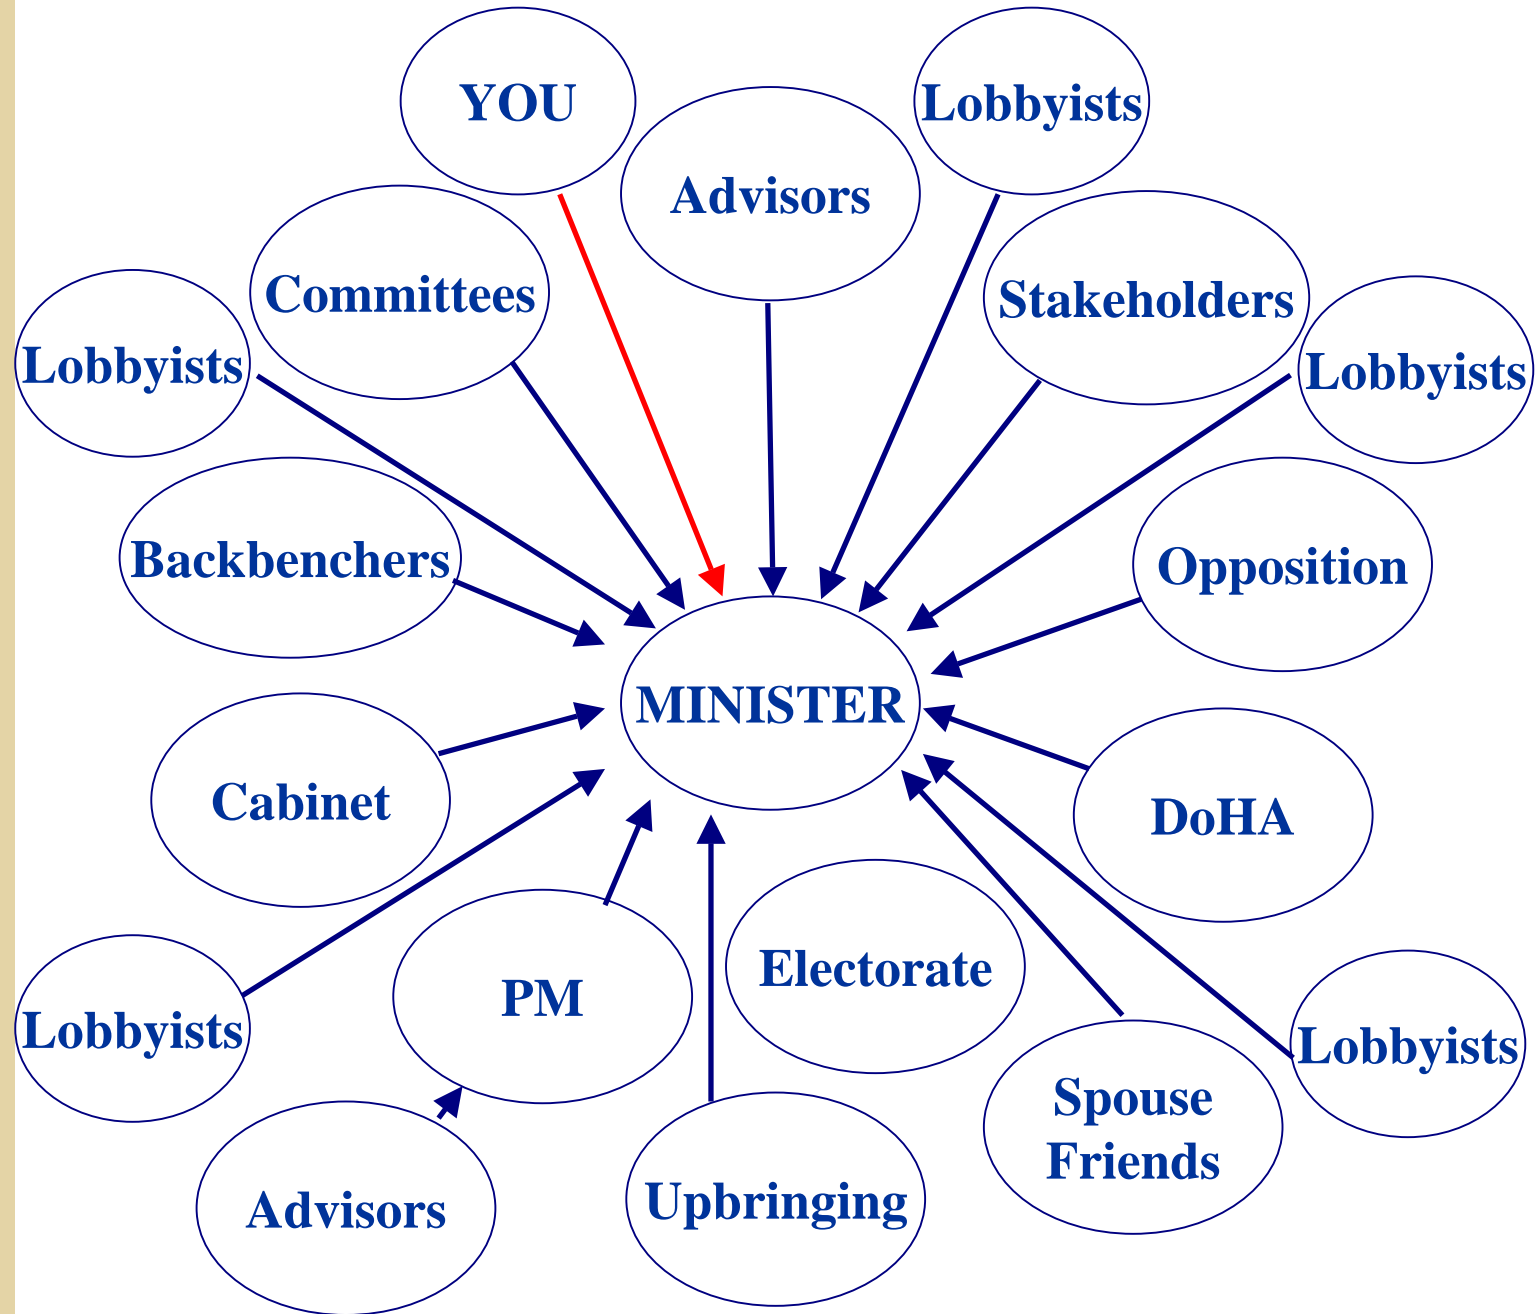 YOU
Lobbyists
Advisors
Committees
Stakeholders
Lobbyists
Lobbyists
Backbenchers
Opposition
MINISTER
Cabinet
DoHA
Electorate
PM
Lobbyists
Lobbyists
Spouse
Friends
Upbringing
Advisors